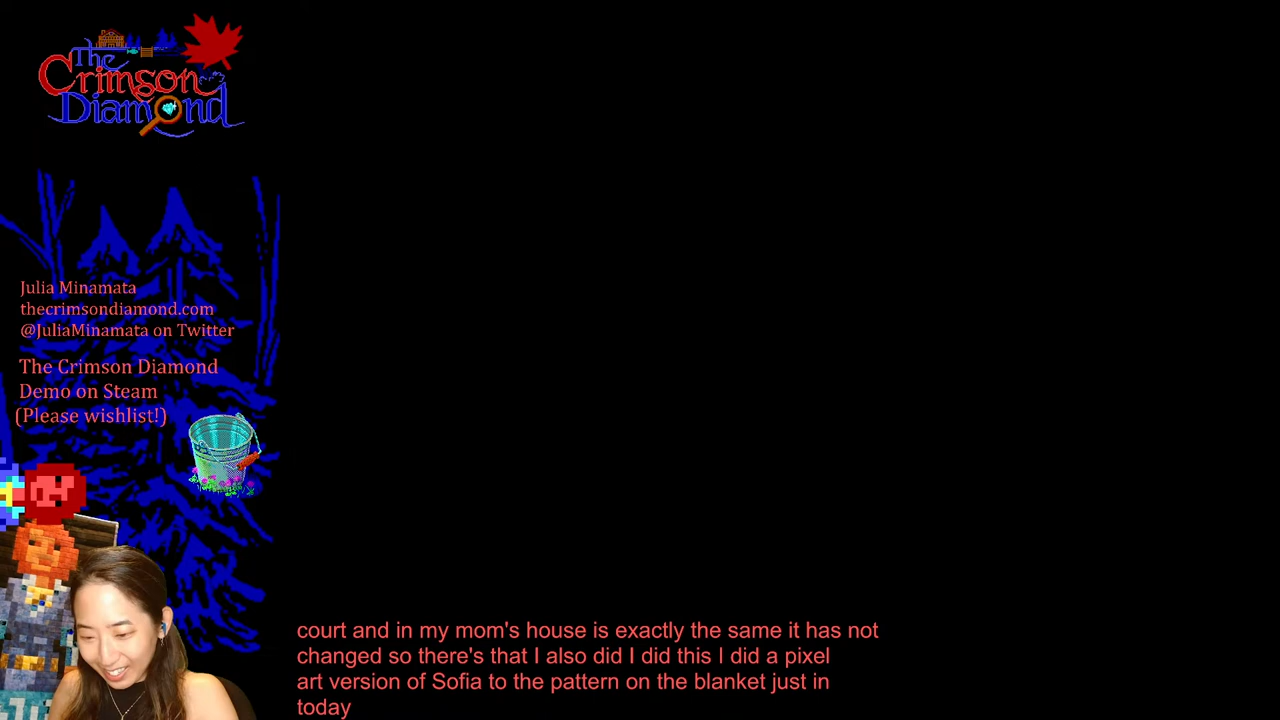 The
Crimson
Diamond
Julia Minamata
thecrimsondiamond.com
@JuliaMinamata on Twitter
The Crimson Diamond
Demo on Steam
(Please wishlist!)
court and in my mom's house is exactly the same it has not
changed so there's that I also did I did this I did a pixel
art version of Sofia to the pattern on the blanket just in
today